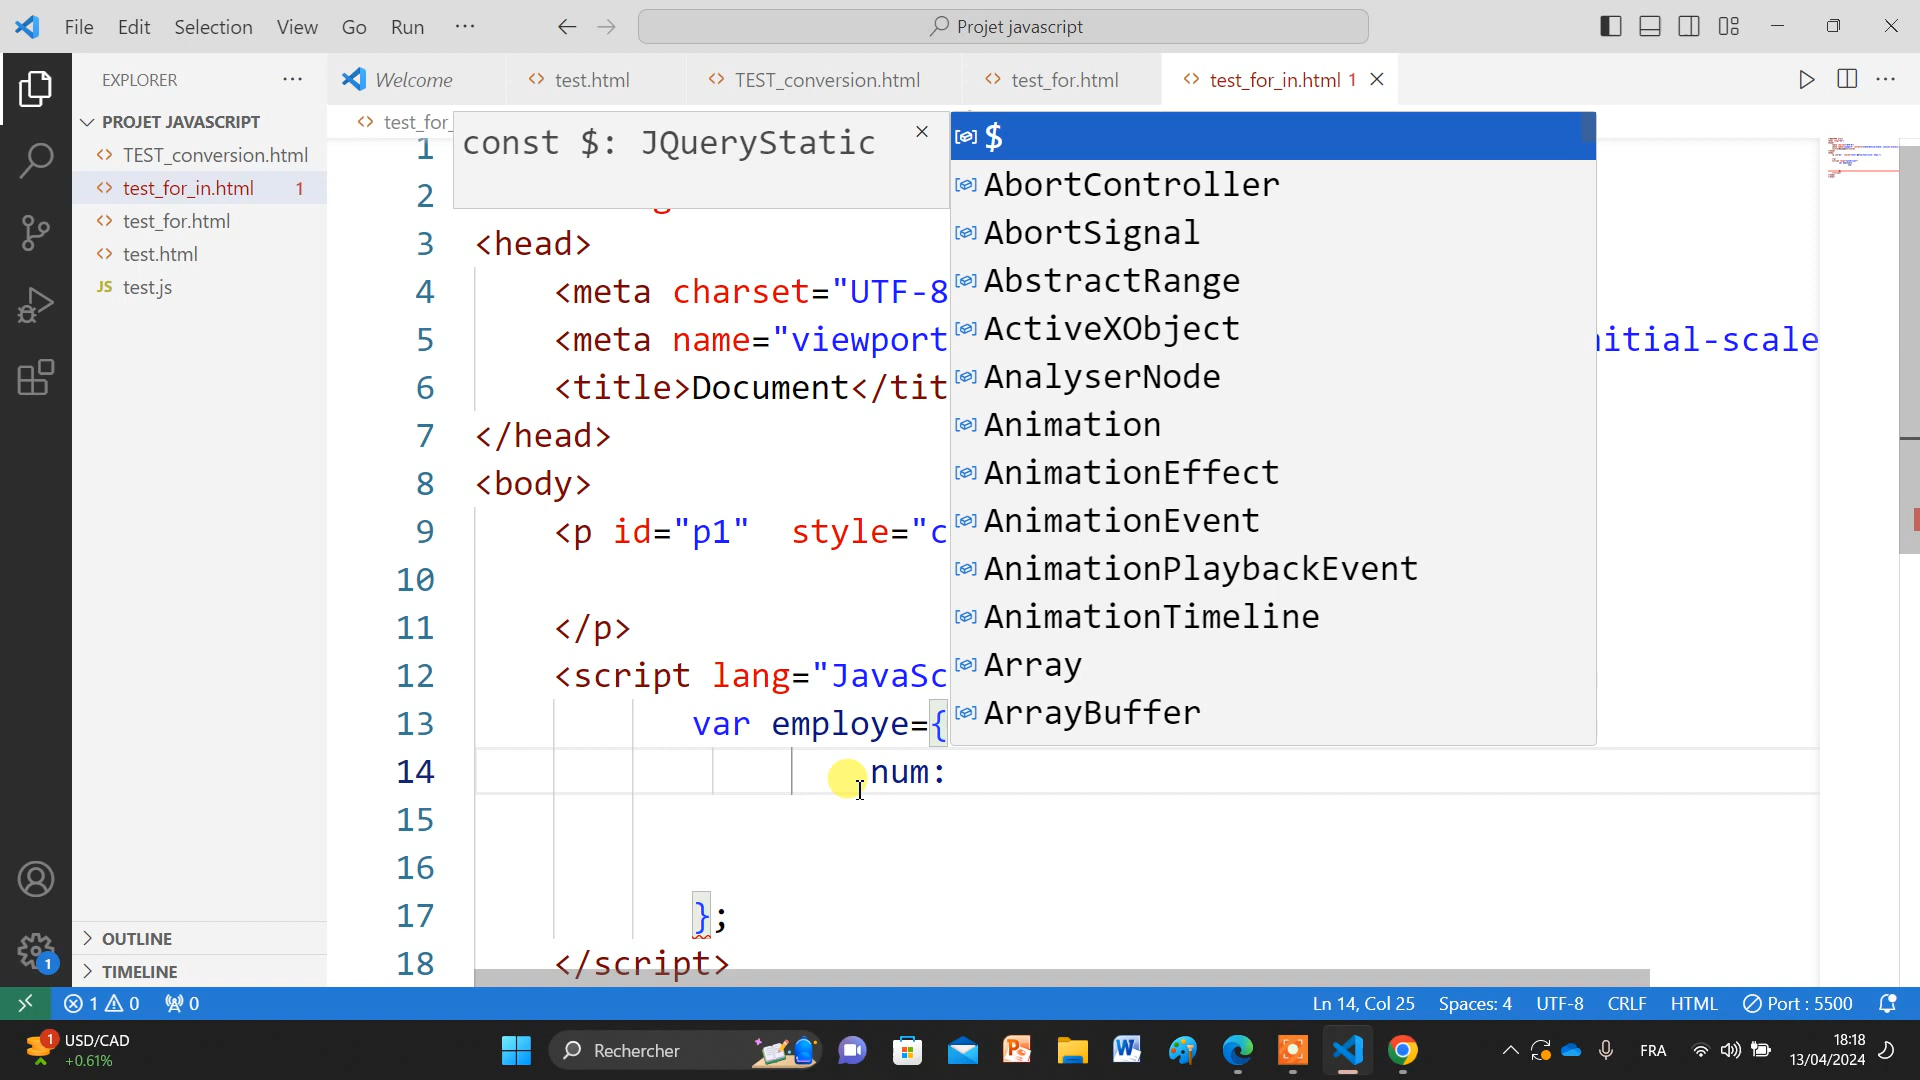 File Edit Selection View Go Run ···
Projet javascript
EXPLORER ···
PROJET JAVASCRIPT
TEST_conversion.html
test_for_in.html 1
test_for.html
test.html
JS test.js
OUTLINE
TIMELINE
Welcome test.html TEST_conversion.html test_for.html test_for_in.html 1
test_for_
const $: JQueryStatic
$
AbortController
AbortSignal
AbstractRange
ActiveXObject
AnalyserNode
Animation
AnimationEffect
AnimationEvent
AnimationPlaybackEvent
AnimationTimeline
Array
ArrayBuffer
1
2
3 <head>
4 <meta charset="UTF-8
5 <meta name="viewport initial-scale
6 <title>Document</tit
7 </head>
8 <body>
9 <p id="p1" style="c
10
11 </p>
12 <script lang="JavaSc
13 var employe={
14 num:
15
16
17 };
18 </script>
1
1 0 0
Ln 14, Col 25 Spaces: 4 UTF-8 CRLF HTML Port : 5500
1
USD/CAD
+0.61%
Rechercher
FRA
18:18
13/04/2024